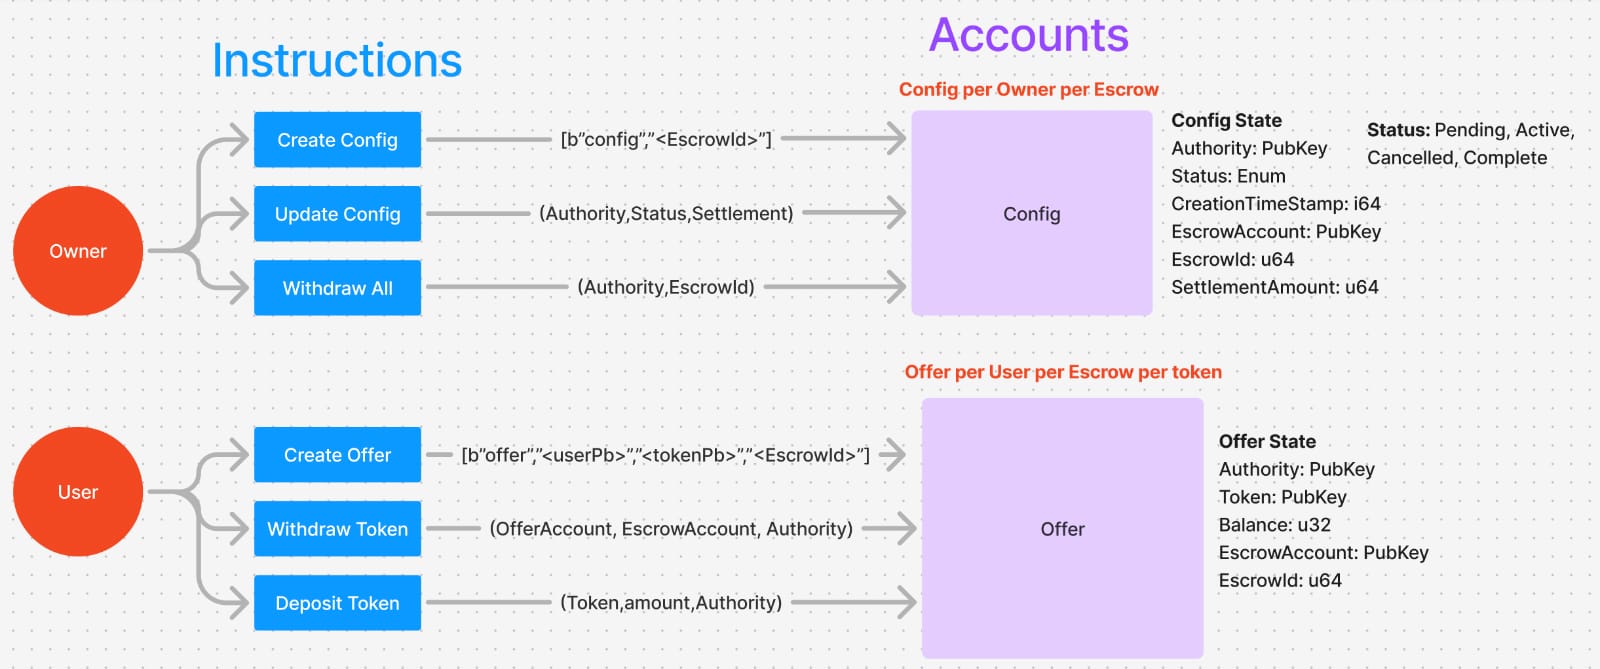 Instructions
Accounts
Config per Owner per Escrow
Owner
Create Config
[b”config”,”<EscrowId>”]
Update Config
(Authority,Status,Settlement)
Withdraw All
(Authority,EscrowId)
Config
Config State
Authority: PubKey
Status: Enum
CreationTimeStamp: i64
EscrowAccount: PubKey
EscrowId: u64
SettlementAmount: u64
Status: Pending, Active,
Cancelled, Complete
Offer per User per Escrow per token
User
Create Offer
[b”offer”,”<userPb>”,”<tokenPb>”,”<EscrowId>”]
Withdraw Token
(OfferAccount, EscrowAccount, Authority)
Deposit Token
(Token,amount,Authority)
Offer
Offer State
Authority: PubKey
Token: PubKey
Balance: u32
EscrowAccount: PubKey
EscrowId: u64